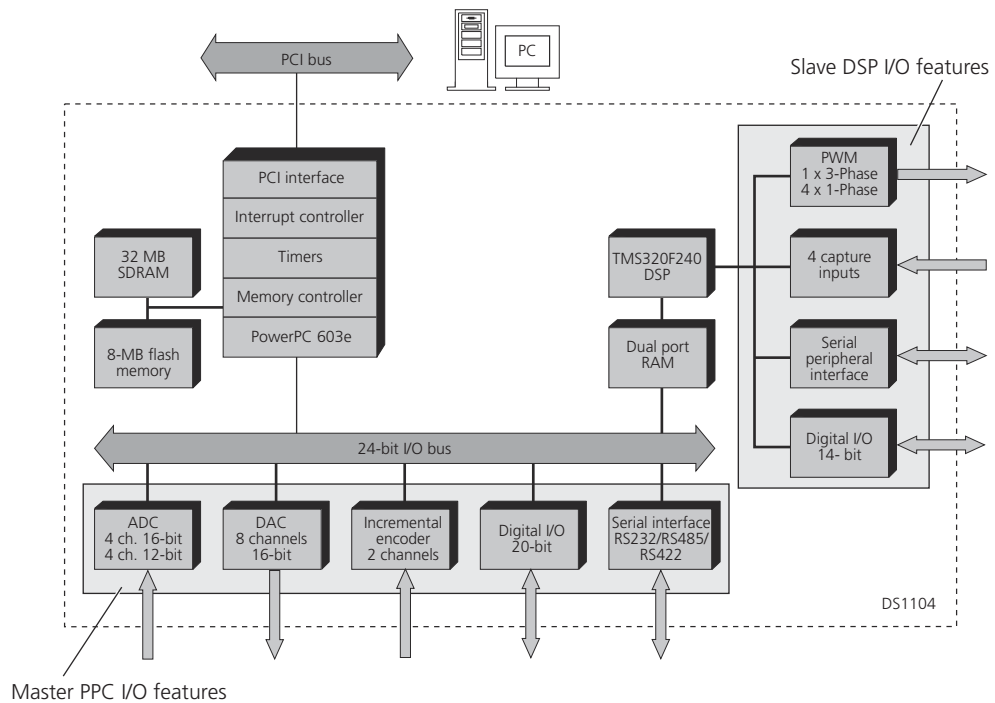 PCI bus
PC
Slave DSP I/O features
PCI interface
Interrupt controller
Timers
Memory controller
PowerPC 603e
32 MB
SDRAM
8-MB flash
memory
TMS320F240
DSP
Dual port
RAM
PWM
1 x 3-Phase
4 x 1-Phase
4 capture
inputs
Serial
peripheral
interface
Digital I/O
14- bit
24-bit I/O bus
ADC
4 ch. 16-bit
4 ch. 12-bit
DAC
8 channels
16-bit
Incremental
encoder
2 channels
Digital I/O
20-bit
Serial interface
RS232/RS485/
RS422
DS1104
Master PPC I/O features